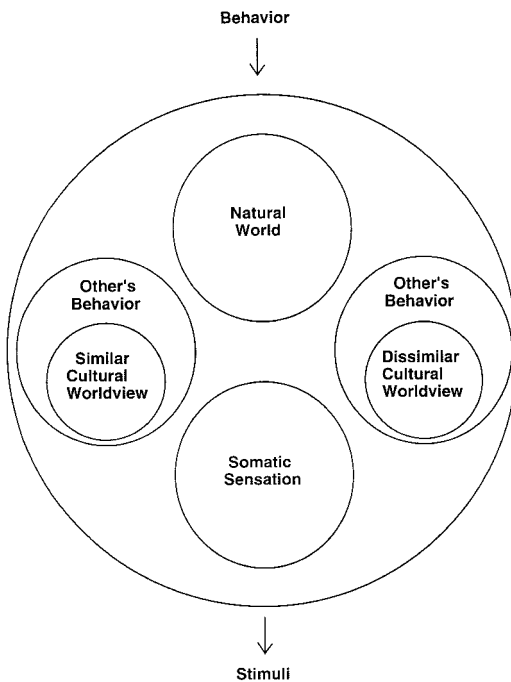 Behavior
Natural
World
Other's
Behavior
Similar
Cultural
Worldview
Other's
Behavior
Dissimilar
Cultural
Worldview
Somatic
Sensation
Stimuli